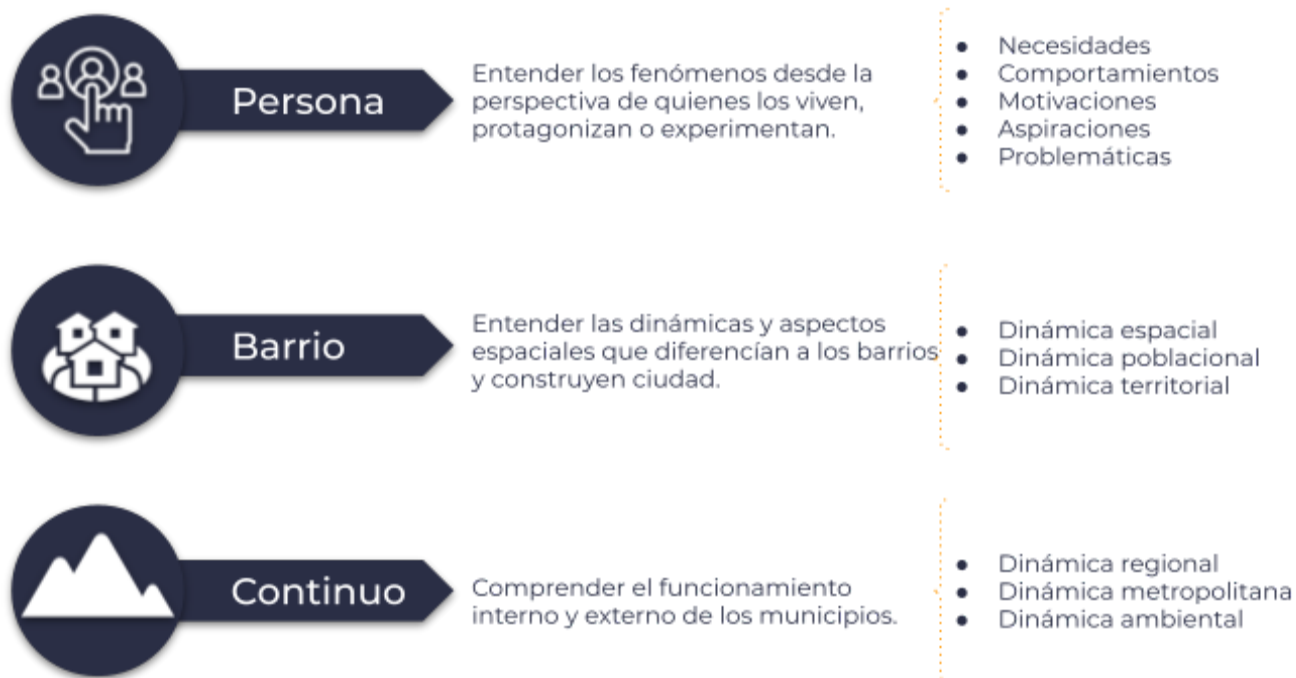 Persona
Entender los fenómenos desde la
perspectiva de quienes los viven,
protagonizan o experimentan.
● Necesidades
● Comportamientos
● Motivaciones
● Aspiraciones
● Problemáticas
Barrio
Entender las dinámicas y aspectos
espaciales que diferencían a los barrios
y construyen ciudad.
● Dinámica espacial
● Dinámica poblacional
● Dinámica territorial
Continuo
Comprender el funcionamiento
interno y externo de los municipios.
● Dinámica regional
● Dinámica metropolitana
● Dinámica ambiental